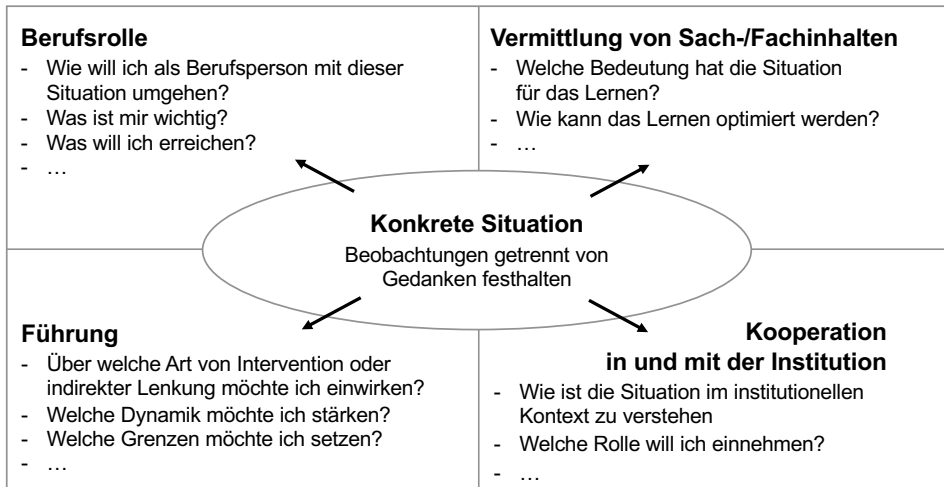 Berufsrolle
- Wie will ich als Berufsperson mit dieser
Situation umgehen?
- Was ist mir wichtig?
- Was will ich erreichen?
- …
Vermittlung von Sach-/Fachinhalten
- Welche Bedeutung hat die Situation
für das Lernen?
- Wie kann das Lernen optimiert werden?
- …
Konkrete Situation
Beobachtungen getrennt von
Gedanken festhalten
Führung
- Über welche Art von Intervention oder
indirekter Lenkung möchte ich einwirken?
- Welche Dynamik möchte ich stärken?
- Welche Grenzen möchte ich setzen?
- …
Kooperation
in und mit der Institution
- Wie ist die Situation im institutionellen
Kontext zu verstehen
- Welche Rolle will ich einnehmen?
- …